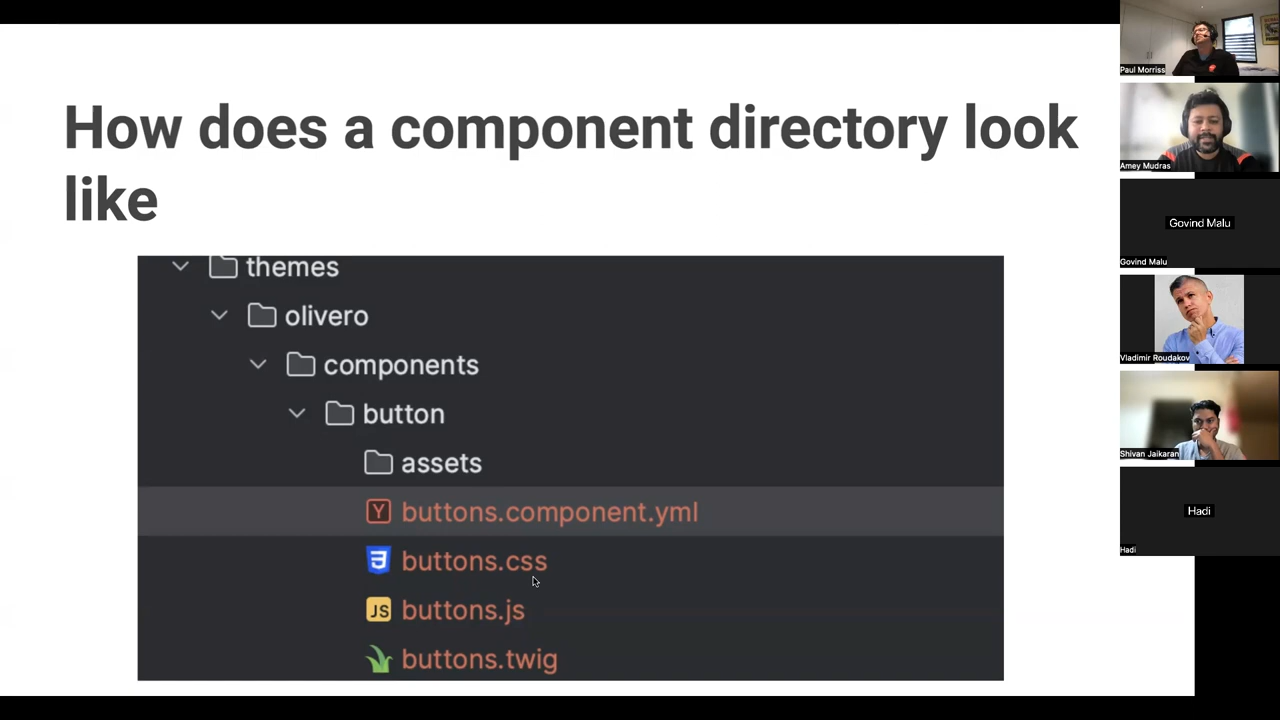 How does a component directory look
like
themes
olivero
components
button
assets
buttons.component.yml
buttons.css
JS buttons.js
buttons.twig
Paul Morriss
Amey Mudras
Govind Malu
Govind Malu
Vladimir Roudakov
Shivan Jaikaran
Hadi
Hadi